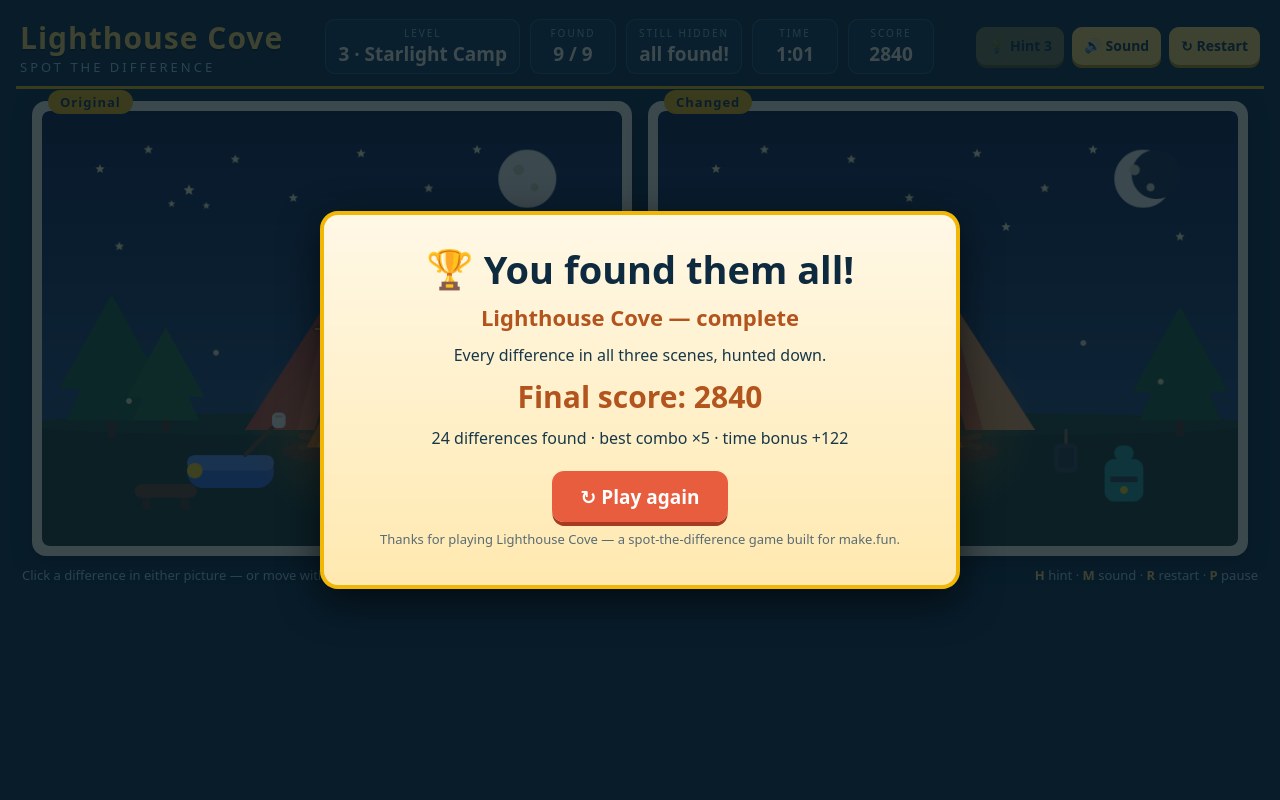 Lighthouse Cove
SPOT THE DIFFERENCE
LEVEL
3 · Starlight Camp
FOUND
9 / 9
STILL HIDDEN
all found!
TIME
1:01
SCORE
2840
💡 Hint 3
🔊 Sound
↻ Restart
Original
Changed
🏆 You found them all!
Lighthouse Cove — complete
Every difference in all three scenes, hunted down.
Final score: 2840
24 differences found · best combo ×5 · time bonus +122
↻ Play again
Thanks for playing Lighthouse Cove — a spot-the-difference game built for make.fun.
Click a difference in either picture — or move wit
H hint · M sound · R restart · P pause